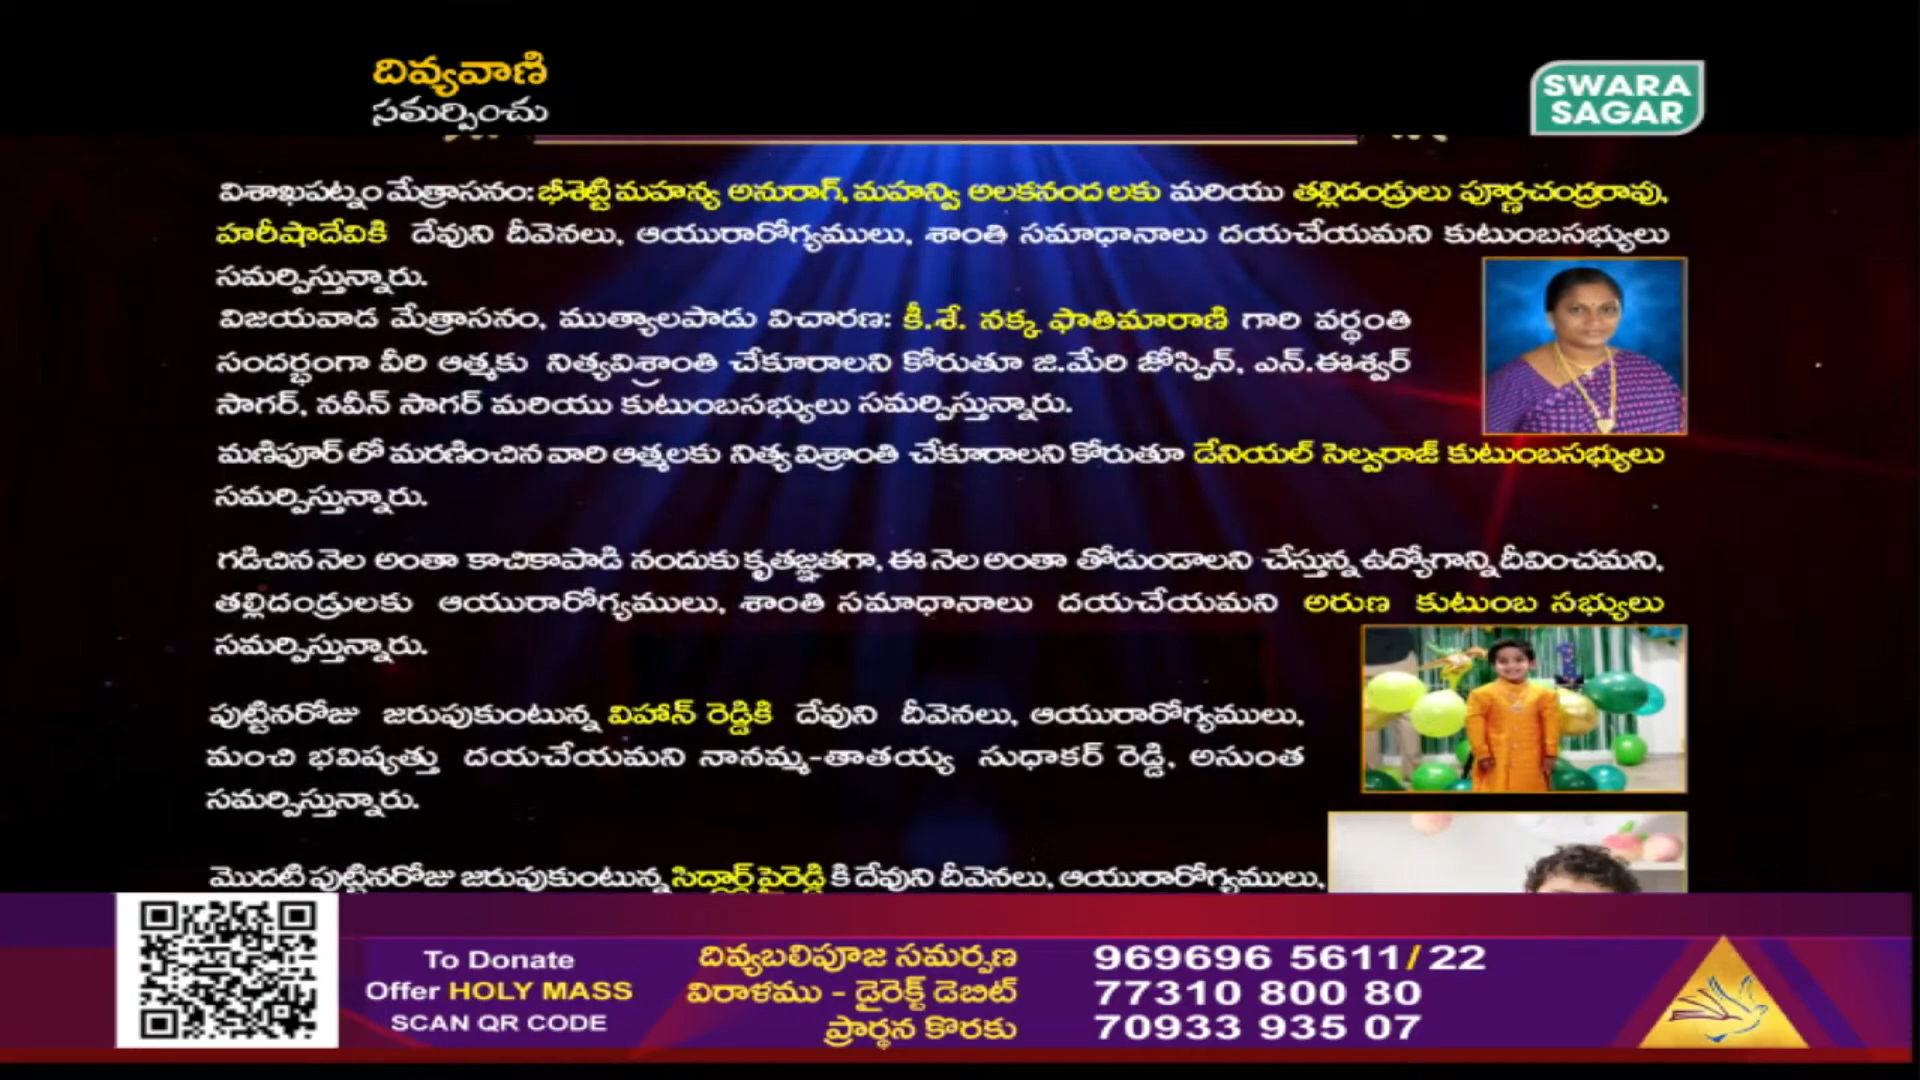 దివ్యవాణి
సమర్పించు
SWARA
SAGAR
విశాఖపట్నం మేత్రాసనం: భీశెట్టి మహన్య అనురాగ్, మహన్వి అలకనంద లకు మరియు తల్లిదండ్రులు పూర్ణచంద్రరావు,
హరీషాదేవికి దేవుని దీవెనలు, ఆయురారోగ్యములు, శాంతి సమాధానాలు దయచేయమని కుటుంబసభ్యులు
సమర్పిస్తున్నారు.
విజయవాడ మేత్రాసనం, ముత్యాలపాడు విచారణ: కీ.శే. నక్క ఫాతిమారాణి గారి వర్థంతి
సందర్భంగా వీరి ఆత్మకు నిత్యవిశ్రాంతి చేకూరాలని కోరుతూ జి.మేరి జోస్పిన్, ఎన్.ఈశ్వర్
సాగర్, నవీన్ సాగర్ మరియు కుటుంబసభ్యులు సమర్పిస్తున్నారు.
మణిపూర్ లో మరణించిన వారి ఆత్మలకు నిత్య విశ్రాంతి చేకూరాలని కోరుతూ డేనియల్ సెల్వరాజ్ కుటుంబసభ్యులు
సమర్పిస్తున్నారు.
గడిచిన నెల అంతా కాచికాపాడి నందుకు కృతజ్ఞతగా, ఈ నెల అంతా తోడుండాలని చేస్తున్న ఉద్యోగాన్ని దీవించమని,
తల్లిదండ్రులకు ఆయురారోగ్యములు, శాంతి సమాధానాలు దయచేయమని అరుణ కుటుంబ సభ్యులు
సమర్పిస్తున్నారు.
పుట్టినరోజు జరుపుకుంటున్న విహాన్ రెడ్డికి దేవుని దీవెనలు, ఆయురారోగ్యములు,
మంచి భవిష్యత్తు దయచేయమని నానమ్మ-తాతయ్య సుధాకర్ రెడ్డి, అసుంత
సమర్పిస్తున్నారు.
మొదటి పుట్టినరోజు జరుపుకుంటున్న సిద్దార్ట్ పైరెడ్డి కి దేవుని దీవెనలు, ఆయురారోగ్యములు,
To Donate
Offer HOLY MASS
SCAN QR CODE
దివ్యబలిపూజ సమర్పణ
విరాళము - డైరెక్ట్ డెబిట్
ప్రార్థన కొరకు
969696 5611/22
77310 800 80
70933 935 07